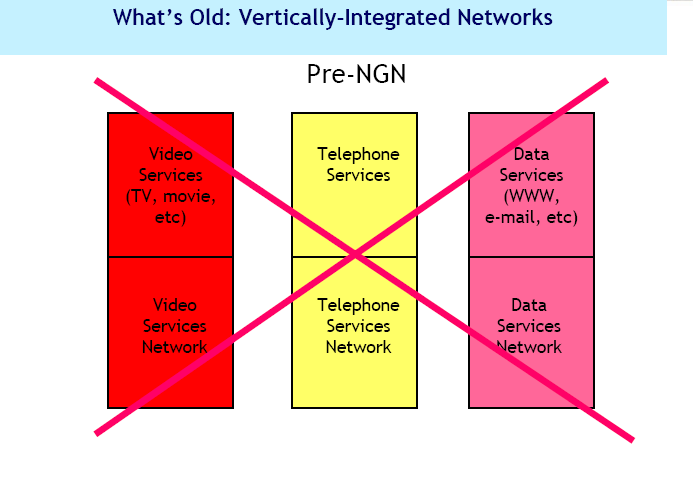 What's Old: Vertically-Integrated Networks
Pre-NGN
Video
Services
(TV, movie,
etc)
Telephone
Services
Data
Services
(WWW,
e-mail, etc)
Video
Services
Network
Telephone
Services
Network
Data
Services
Network